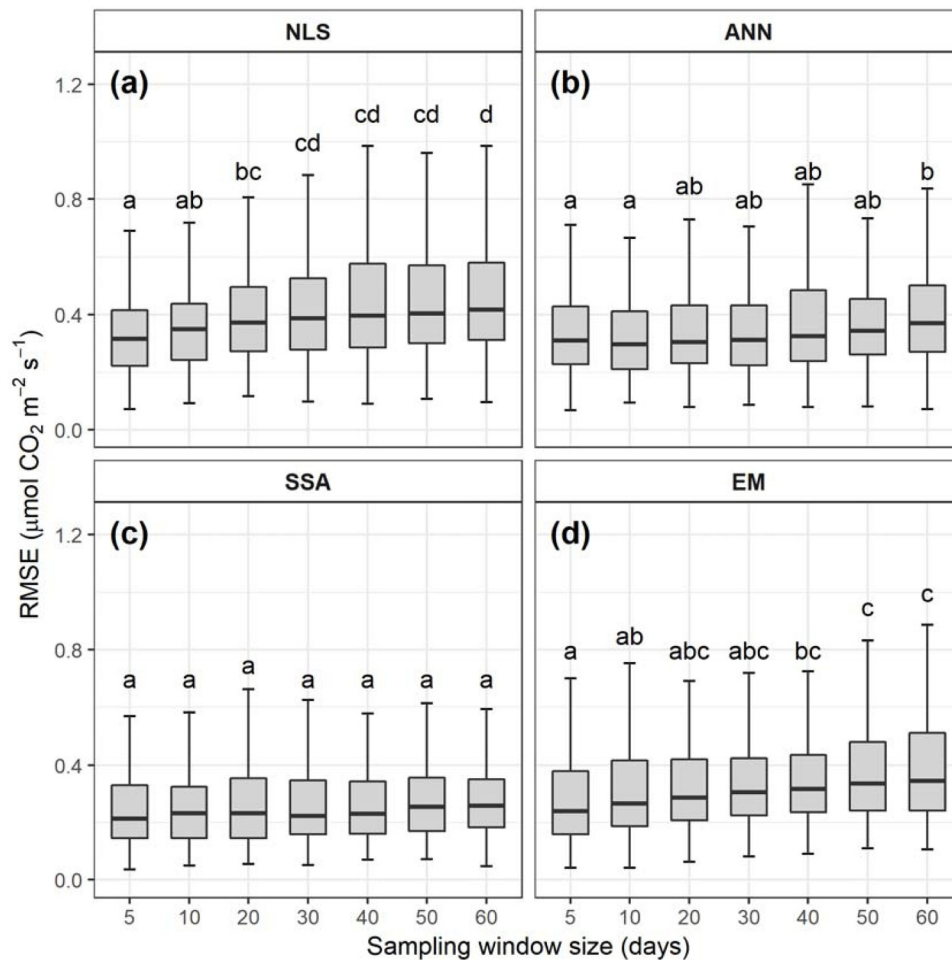 NLS
ANN
(a)
a ab bc cd cd cd d
(b)
a a ab ab ab ab b
1.2
0.8
0.4
0.0
SSA
EM
(c)
a a a a a a a
(d)
a ab abc abc bc c c
1.2
0.8
0.4
0.0
5 10 20 30 40 50 60
5 10 20 30 40 50 60
RMSE (μmol CO₂ m⁻² s⁻¹)
Sampling window size (days)